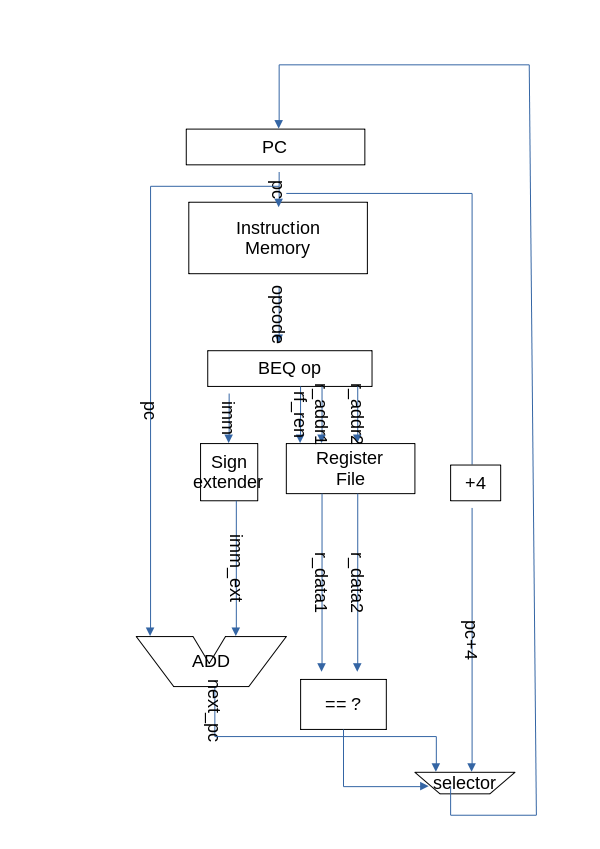 PC
pc
Instruction
Memory
opcode
BEQ op
pc
imm
rf_ren
r_addr1
r_addr2
Sign
extender
Register
File
+4
imm_ext
r_data1
r_data2
pc+4
ADD
next_pc
== ?
selector